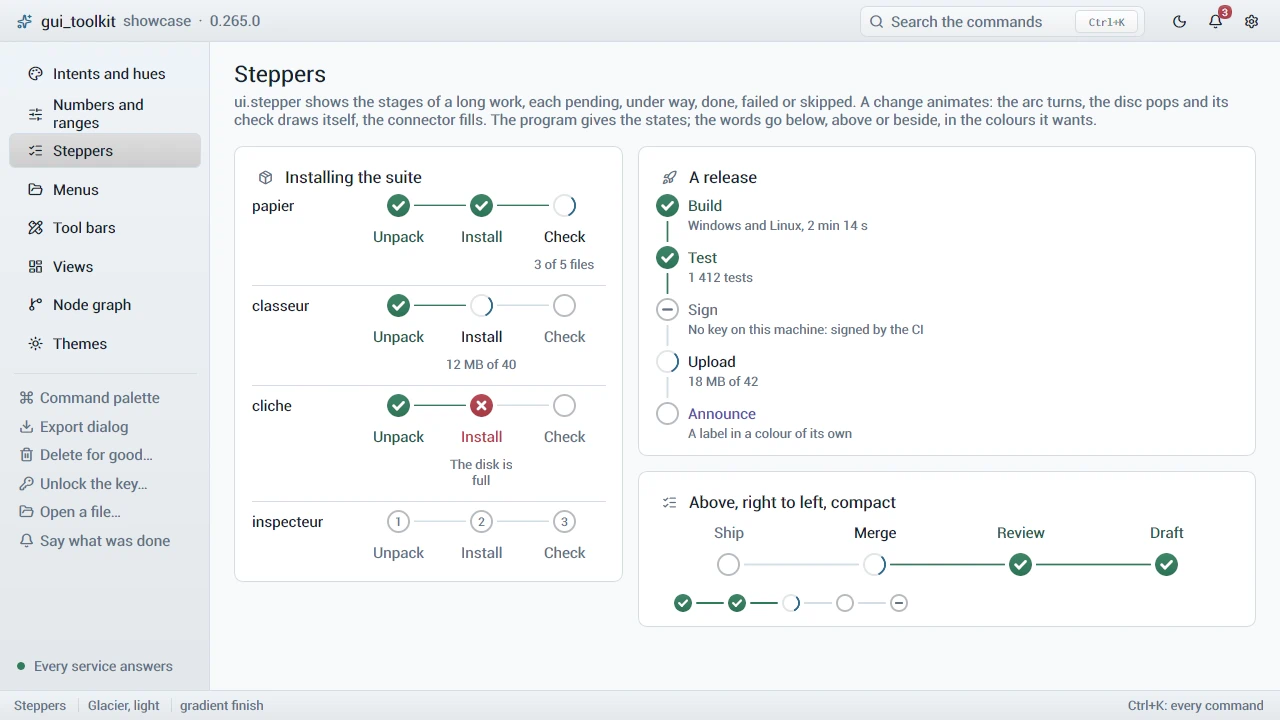 gui_toolkit showcase · 0.265.0
Search the commands
Ctrl+K
3
Intents and hues
Numbers and
ranges
Steppers
Menus
Tool bars
Views
Node graph
Themes
Command palette
Export dialog
Delete for good...
Unlock the key...
Open a file...
Say what was done
Every service answers
Steppers
ui.stepper shows the stages of a long work, each pending, under way, done, failed or skipped. A change animates: the arc turns, the disc pops and its
check draws itself, the connector fills. The program gives the states; the words go below, above or beside, in the colours it wants.
Installing the suite
papier
Unpack Install Check
3 of 5 files
classeur
Unpack Install Check
12 MB of 40
cliche
Unpack Install Check
The disk is
full
inspecteur 1 2 3
Unpack Install Check
A release
Build
Windows and Linux, 2 min 14 s
Test
1 412 tests
Sign
No key on this machine: signed by the CI
Upload
18 MB of 42
Announce
A label in a colour of its own
Above, right to left, compact
Ship Merge Review Draft
Steppers Glacier, light gradient finish
Ctrl+K: every command